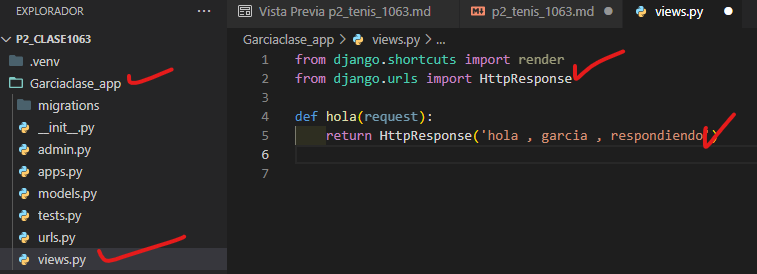 EXPLORADOR ...
P2_CLASE1063
.venv
Garciaclase_app
migrations
__init__.py
admin.py
apps.py
models.py
tests.py
urls.py
views.py
Vista Previa p2_tenis_1063.md
p2_tenis_1063.md
views.py
Garciaclase_app > views.py > ...
1 from django.shortcuts import render
2 from django.urls import HttpResponse
3
4 def hola(request):
5 return HttpResponse('hola , garcia , respondiendo')
6
7